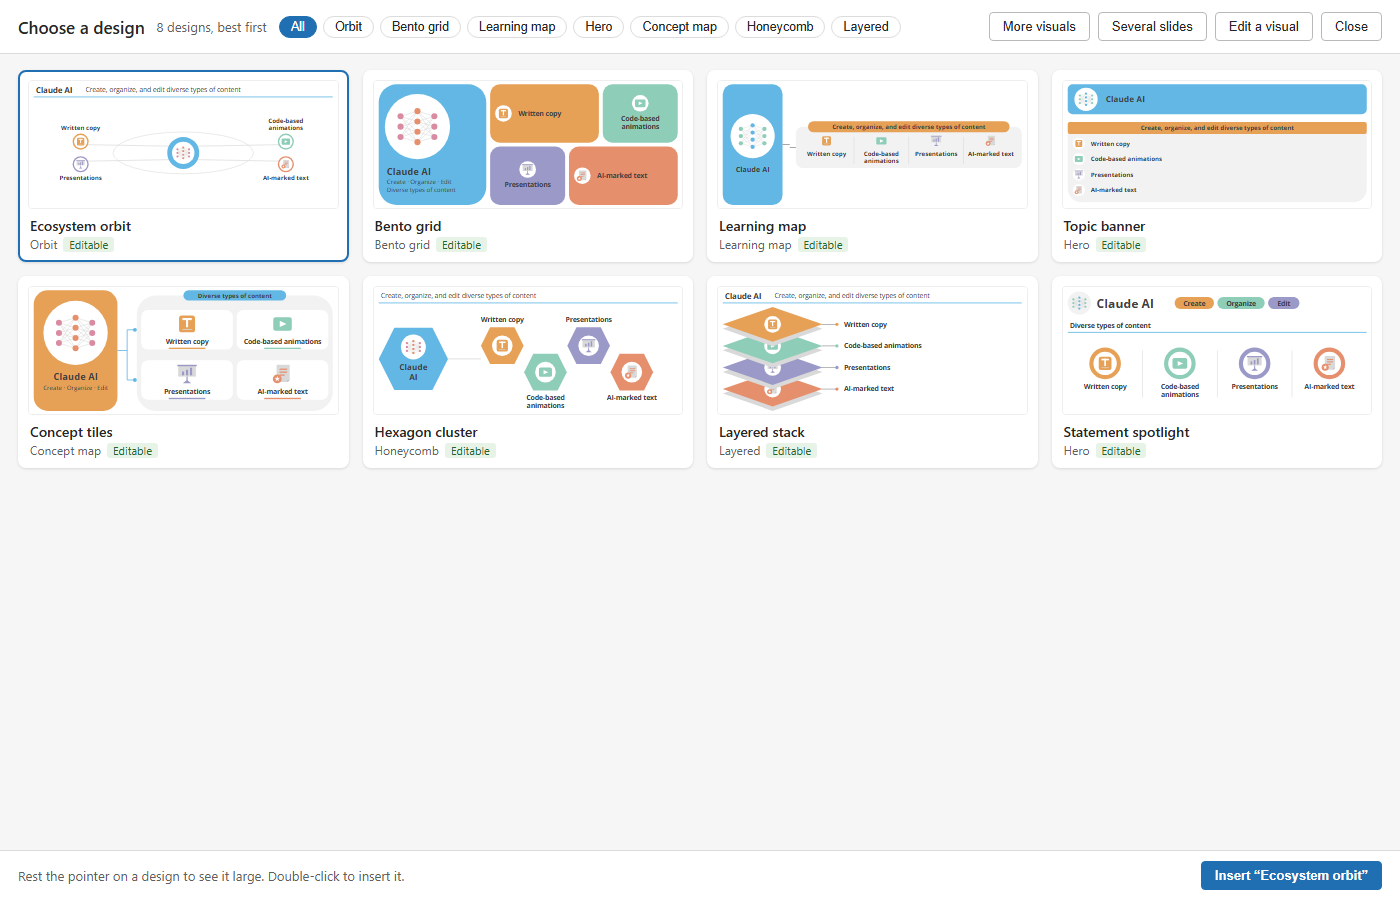 Choose a design
8 designs, best first
All
Orbit
Bento grid
Learning map
Hero
Concept map
Honeycomb
Layered
More visuals
Several slides
Edit a visual
Close
Claude AI
Create, organize, and edit diverse types of content
Written copy
Code-based
animations
Presentations
AI-marked text
Ecosystem orbit
Orbit
Editable
Claude AI
Create · Organize · Edit
Diverse types of content
Written copy
Code-based
animations
Presentations
AI-marked text
Bento grid
Bento grid
Editable
Claude AI
Create, organize, and edit diverse types of content
Written copy
Code-based
animations
Presentations
AI-marked text
Learning map
Learning map
Editable
Claude AI
Create, organize, and edit diverse types of content
Written copy
Code-based animations
Presentations
AI-marked text
Topic banner
Hero
Editable
Claude AI
Create · Organize · Edit
Diverse types of content
Written copy
Code-based animations
Presentations
AI-marked text
Concept tiles
Concept map
Editable
Create, organize, and edit diverse types of content
Claude
AI
Written copy
Code-based
animations
Presentations
AI-marked text
Hexagon cluster
Honeycomb
Editable
Claude AI
Create, organize, and edit diverse types of content
Written copy
Code-based animations
Presentations
AI-marked text
Layered stack
Layered
Editable
Claude AI
Create
Organize
Edit
Diverse types of content
Written copy
Code-based
animations
Presentations
AI-marked text
Statement spotlight
Hero
Editable
Rest the pointer on a design to see it large. Double-click to insert it.
Insert “Ecosystem orbit”